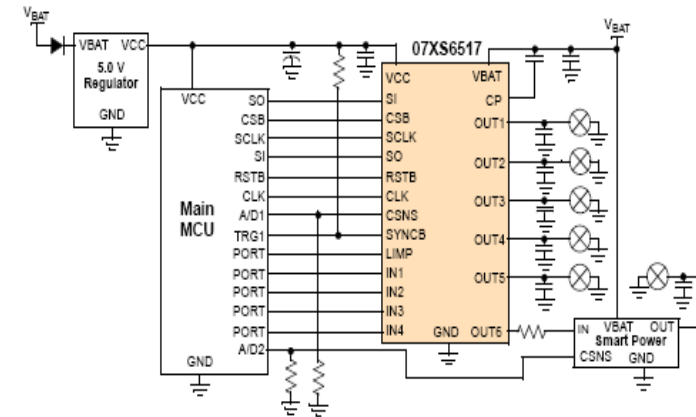 VBAT
VBAT VCC
5.0 V
Regulator
GND
07XS6517
VBAT
VCC VBAT
CP
VCC
SO SI
CSB CSB
SCLK SCLK
SI SO
RSTB RSTB
CLK CLK
A/D1 CSNS
TRG1 SYNCB
PORT LIMP
PORT IN1
PORT IN2
PORT IN3
PORT IN4
A/D2
Main
MCU
GND
OUT1
OUT2
OUT3
OUT4
OUT5
GND OUT6
IN VBAT OUT
Smart Power
CSNS GND